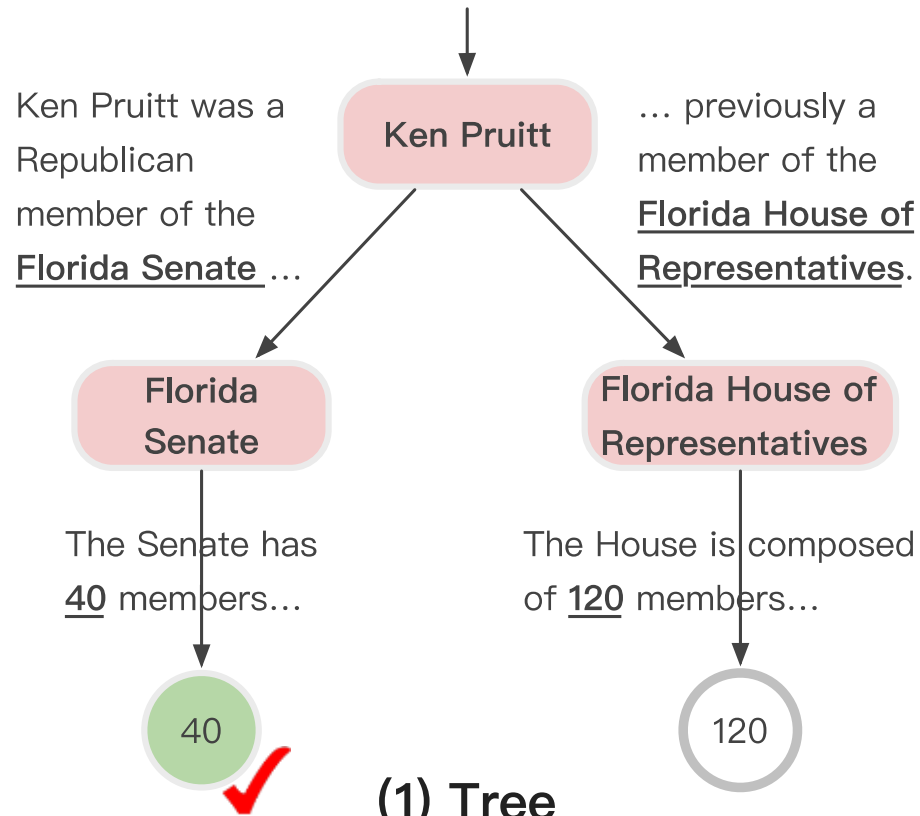 Ken Pruitt was a
Republican
member of the
Florida Senate ...
Ken Pruitt
... previously a
member of the
Florida House of
Representatives.
Florida
Senate
Florida House of
Representatives
The Senate has
40 members...
The House is composed
of 120 members...
40
120
(1) Tree